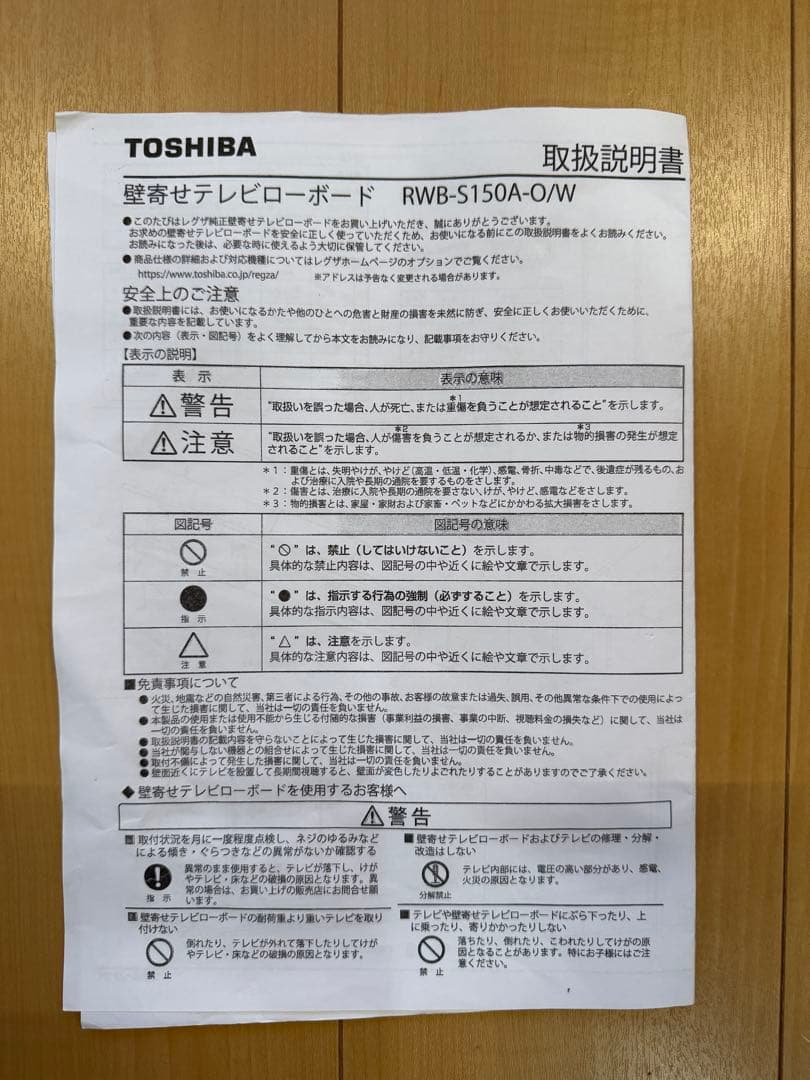 TOSHIBA
取扱説明書
壁寄せテレビローボード RWB-S150A-O/W
●このたびはレグザ純正壁寄せテレビローボードをお買い上げいただき、誠にありがとうございます。
お求めの壁寄せテレビローボードを安全に正しく使っていただくため、お使いになる前にこの取扱説明書をよくお読みください。
お読みになった後は、必要な時に使えるよう大切に保管してください。
●商品仕様の詳細および対応機種についてはレグザホームページのオプションでご覧ください。
https://www.toshiba.co.jp/regza/ ※アドレスは予告なく変更される場合があります。
安全上のご注意
●取扱説明書には、お使いになるかたや他のひとへの危害と財産の損害を未然に防ぎ、安全に正しくお使いいただくために、
重要な内容を記載しています。
●次の内容(表示・図記号)をよく理解してから本文をお読みになり、記載事項をお守りください。
【表示の説明】
表示 表示の意味
⚠警告 "取扱いを誤った場合、人が死亡、または重傷*1を負うことが想定されること"を示します。
⚠注意 "取扱いを誤った場合、人が傷害*2を負うことが想定されるか、または物的*3損害の発生が想定
されること"を示します。
*1：重傷とは、失明やけが、やけど(高温・低温・化学)、感電、骨折、中毒などで、後遺症が残るもの、お
よび治療に入院や長期の通院を要するものをさします。
*2：傷害とは、治療に入院や長期の通院を要さない、けが、やけど、感電などをさします。
*3：物的損害とは、家屋・家財および家畜・ペットなどにかかわる拡大損害をさします。
図記号 図記号の意味
禁止
"🚫"は、禁止(してはいけないこと)を示します。
具体的な禁止内容は、図記号の中や近くに絵や文章で示します。
指示
"●"は、指示する行為の強制(必ずすること)を示します。
具体的な指示内容は、図記号の中や近くに絵や文章で示します。
注意
"△"は、注意を示します。
具体的な注意内容は、図記号の中や近くに絵や文章で示します。
■免責事項について
●火災、地震などの自然災害、第三者による行為、その他の事故、お客様の故意または過失、誤用、その他異常な条件下での使用によっ
て生じた損害に関して、当社は一切の責任を負いません。
●本製品の使用または使用不能から生じる付随的な損害(事業利益の損害、事業の中断、視聴料金の損失など)に関して、当社は
一切の責任を負いません。
●取扱説明書の記載内容を守らないことによって生じた損害に関して、当社は一切の責任を負いません。
●当社が関与しない機器との組合せによって生じた損害に関して、当社は一切の責任を負いません。
●取付不備によって発生した損害に関して、当社は一切の責任を負いません。
●壁面近くにテレビを設置して長期間視聴すると、壁面が変色したりよごれたりすることがありますのでご了承ください。
◆壁寄せテレビローボードを使用するお客様へ
⚠警告
■取付状況を月に一度程度点検し、ネジのゆるみなど
による傾き・ぐらつきなどの異常がないか確認する
指示
異常のまま使用すると、テレビが落下し、けが
やテレビ・床などの破損の原因となります。異
常の場合は、お買い上げの販売店にお問合せ願
います。
■壁寄せテレビローボードの耐荷重より重いテレビを取り
付けない
禁止
倒れたり、テレビが外れて落下したりしてけが
やテレビ・床などの破損の原因となります。
■壁寄せテレビローボードおよびテレビの修理・分解・
改造はしない
分解禁止
テレビ内部には、電圧の高い部分があり、感電、
火災の原因となります。
■テレビや壁寄せテレビローボードにぶら下ったり、上
に乗ったり、寄りかかったりしない
禁止
落ちたり、倒れたり、こわれたりしてけがの原
因となることがあります。特にお子様にはご注
意ください。